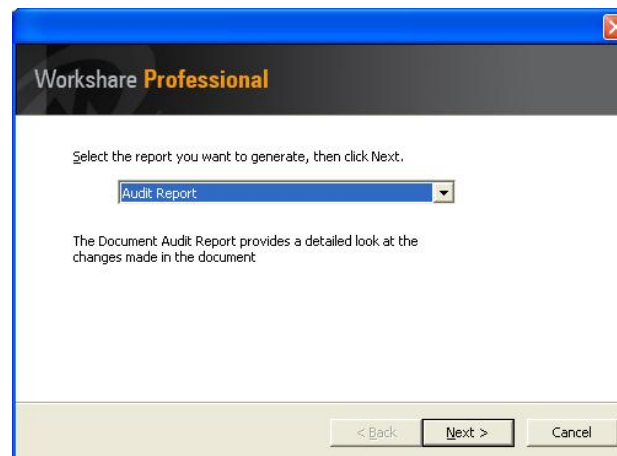 Workshare Professional
Select the report you want to generate, then click Next.
Audit Report
The Document Audit Report provides a detailed look at the
changes made in the document
< Back Next > Cancel